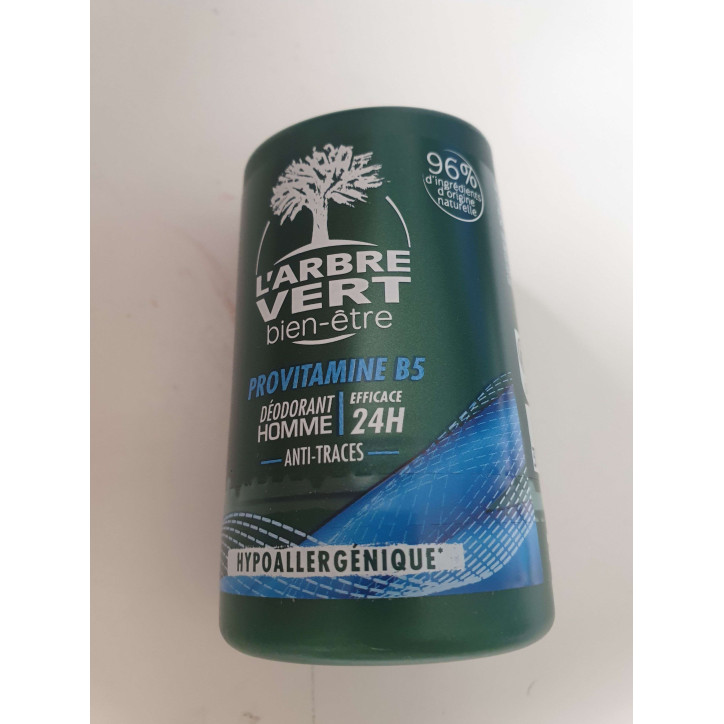 96%
d'ingrédients
d'origine
naturelle
L'ARBRE
VERT
bien-être
PROVITAMINE B5
DÉODORANT
HOMME
EFFICACE
24H
ANTI-TRACES
HYPOALLERGÉNIQUE*